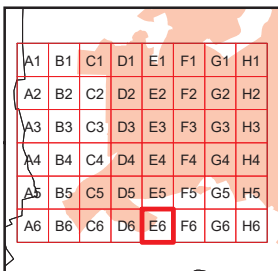 A1 B1 C1 D1 E1 F1 G1 H1
A2 B2 C2 D2 E2 F2 G2 H2
A3 B3 C3 D3 E3 F3 G3 H3
A4 B4 C4 D4 E4 F4 G4 H4
A5 B5 C5 D5 E5 F5 G5 H5
A6 B6 C6 D6 E6 F6 G6 H6